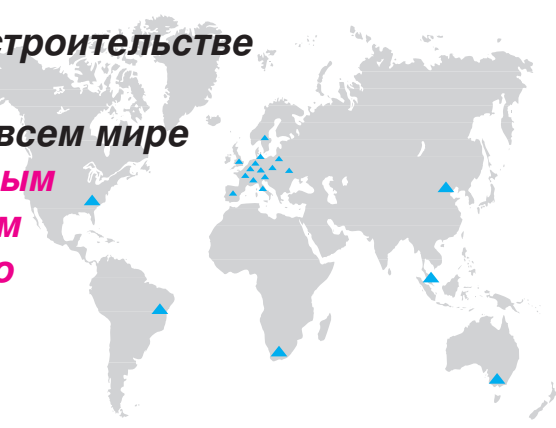 строительстве
всем мире
ым
м
о